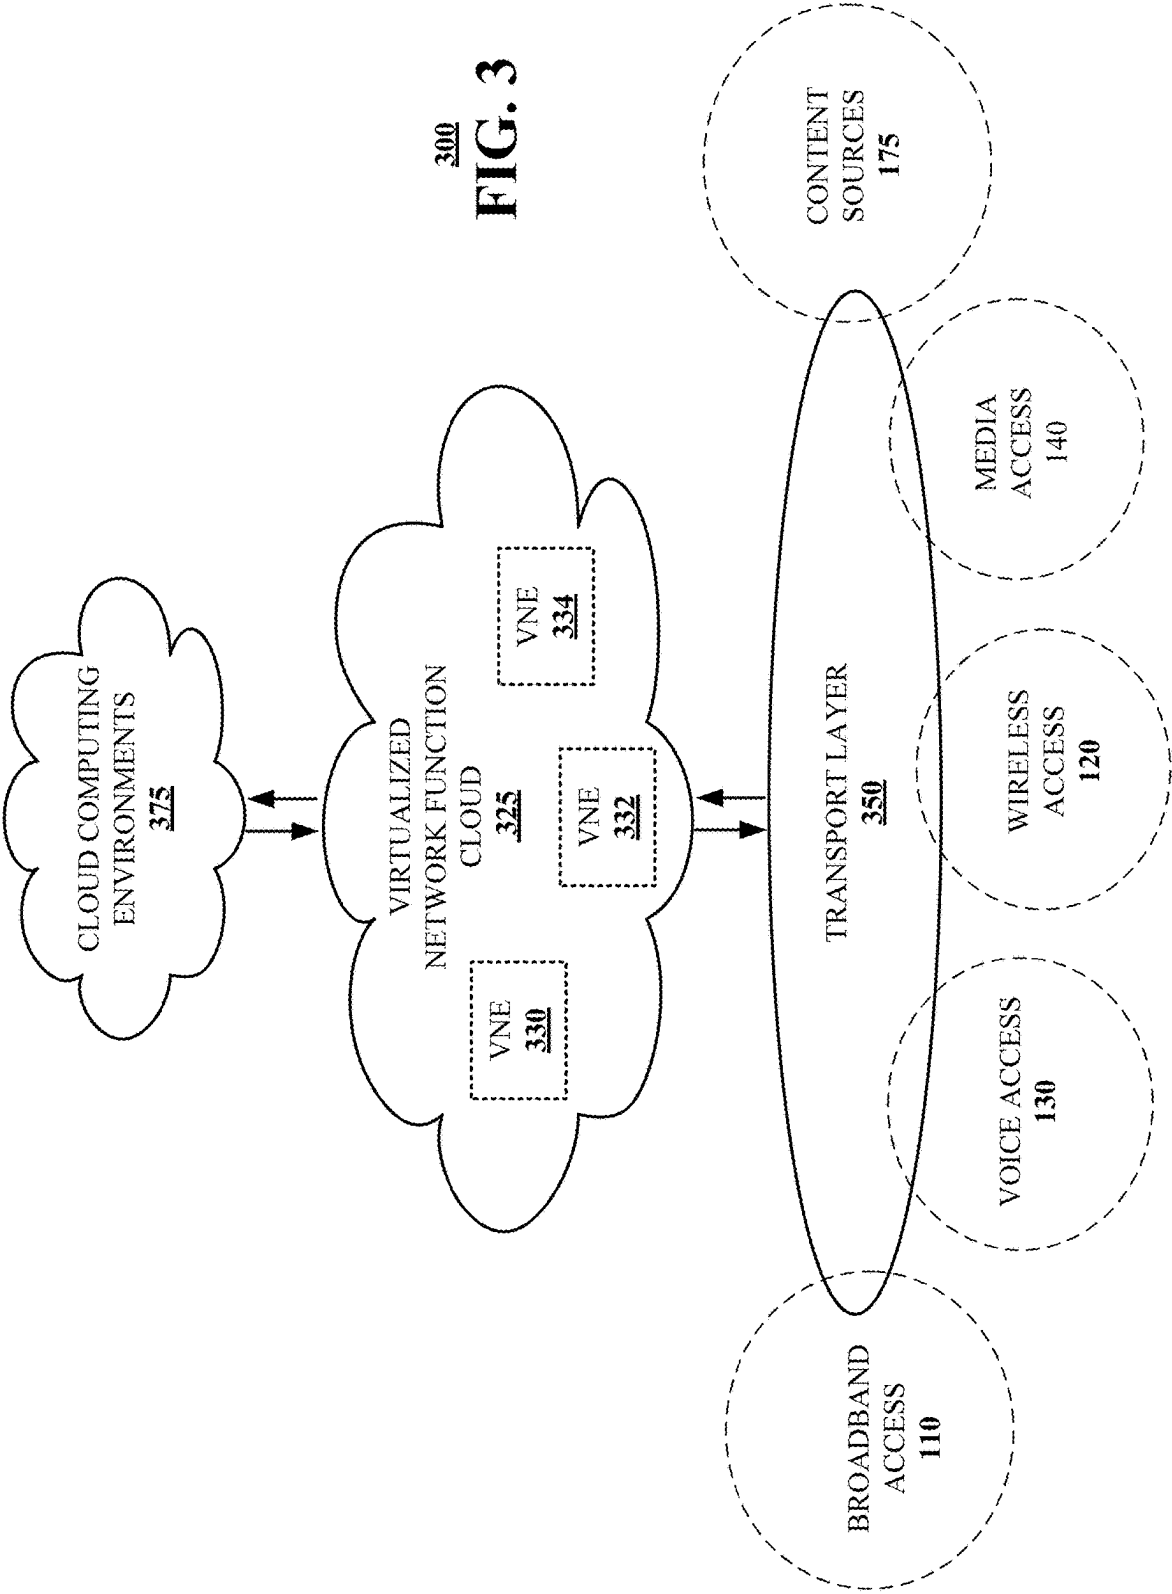 CLOUD COMPUTING
ENVIRONMENTS
375
VIRTUALIZED
NETWORK FUNCTION
CLOUD
325
VNE
330
VNE
332
VNE
334
300
FIG. 3
TRANSPORT LAYER
350
BROADBAND
ACCESS
110
VOICE ACCESS
130
WIRELESS
ACCESS
120
MEDIA
ACCESS
140
CONTENT
SOURCES
175